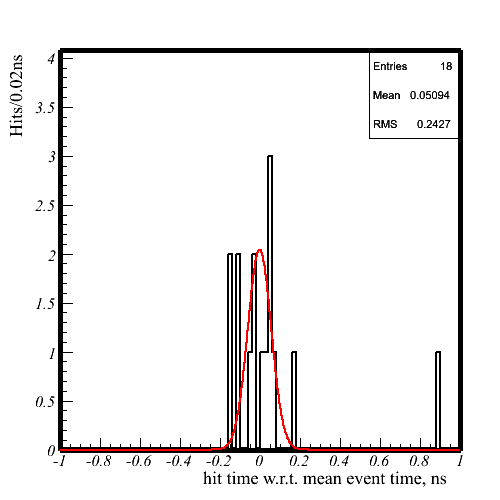 Hits/0.02ns
4
3.5
3
2.5
2
1.5
1
0.5
0
Entries 18
Mean 0.05094
RMS 0.2427
-1 -0.8 -0.6 -0.4 -0.2 0 0.2 0.4 0.6 0.8 1
hit time w.r.t. mean event time, ns